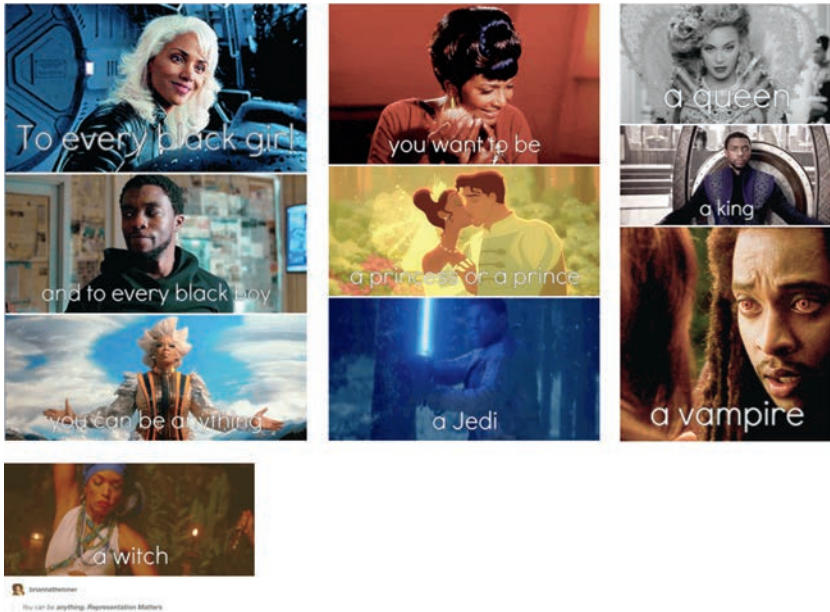 To every black girl
and to every black boy
you can be anything
you want to be
a princess or a prince
a Jedi
a queen
a king
a vampire
a witch
You can be anything. Representation Matters